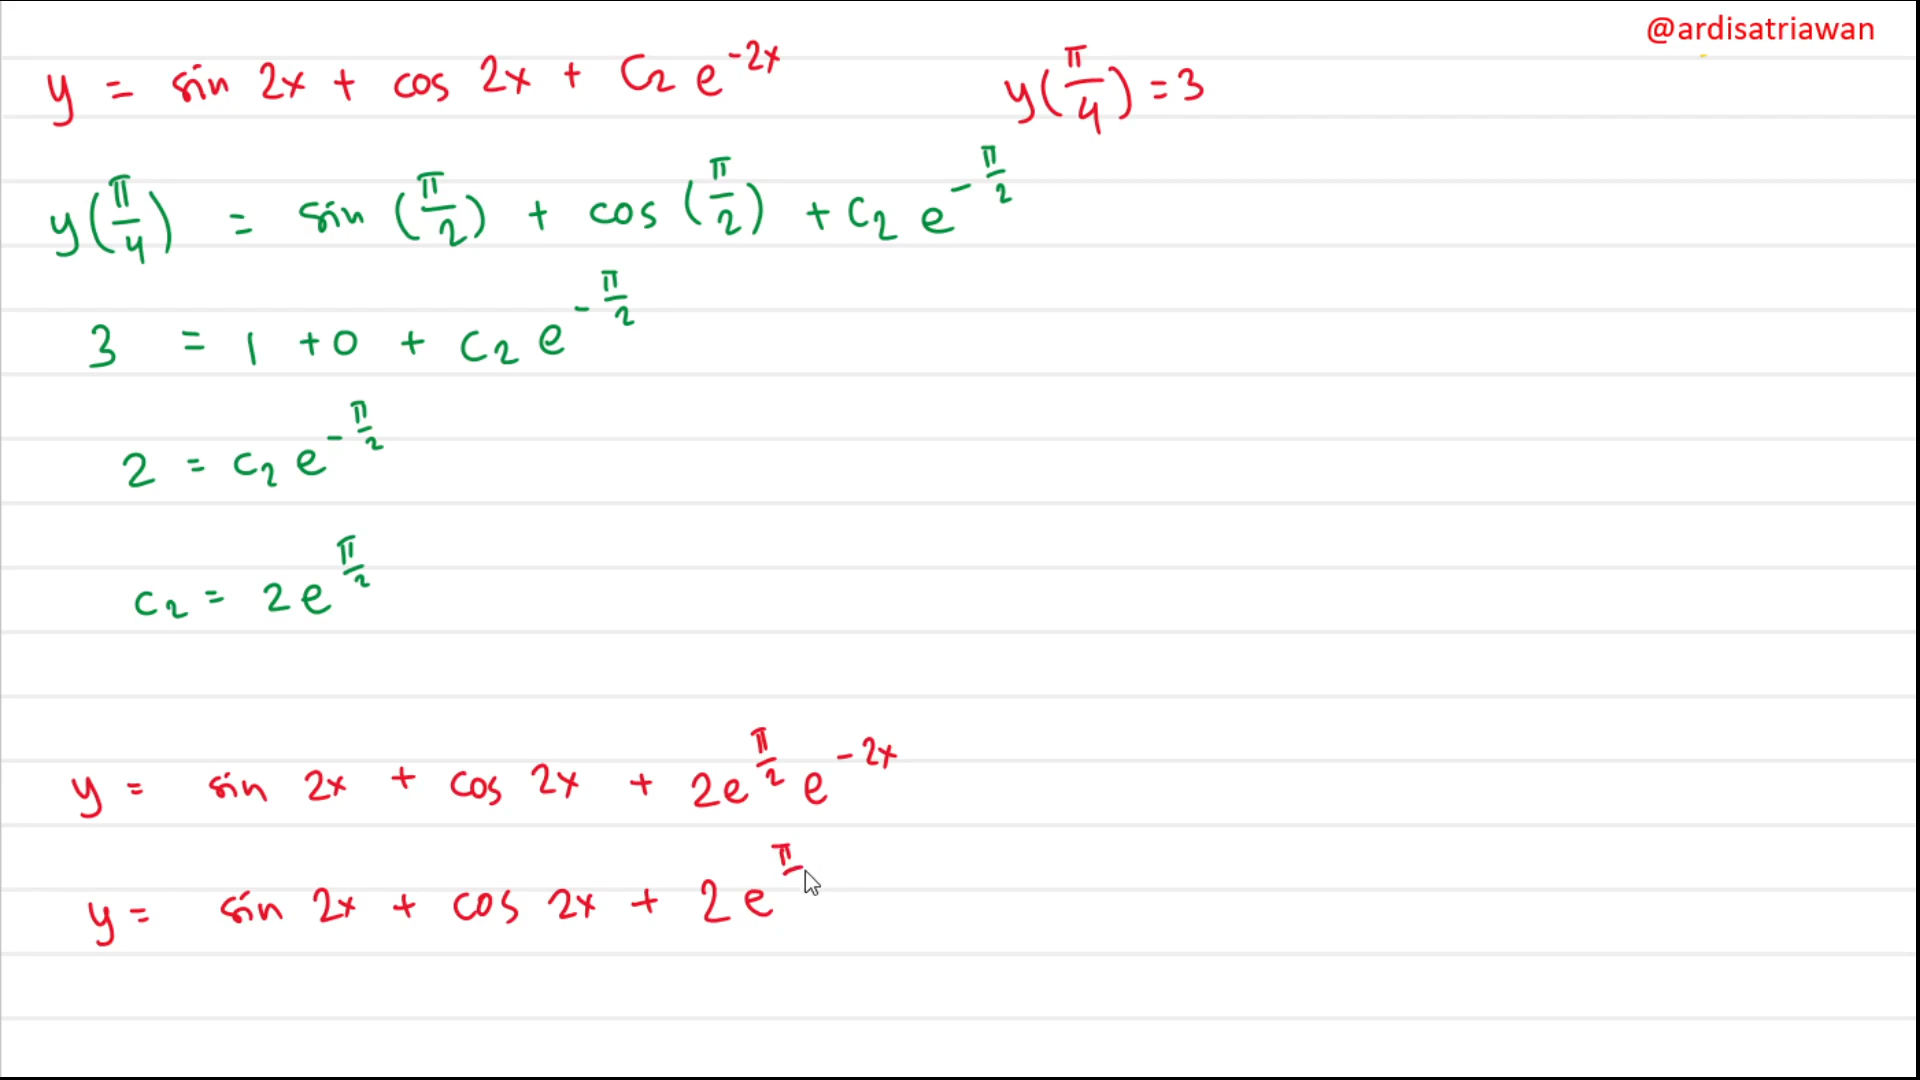 @ardisatriawan
y = sin 2x + cos 2x + C₂ e^(-2x)    y(π/4) = 3
y(π/4) = sin (π/2) + cos (π/2) + C₂ e^(-π/2)
3 = 1 + 0 + C₂ e^(-π/2)
2 = C₂ e^(-π/2)
C₂ = 2e^(π/2)
y = sin 2x + cos 2x + 2e^(π/2) e^(-2x)
y = sin 2x + cos 2x + 2 e^(π/